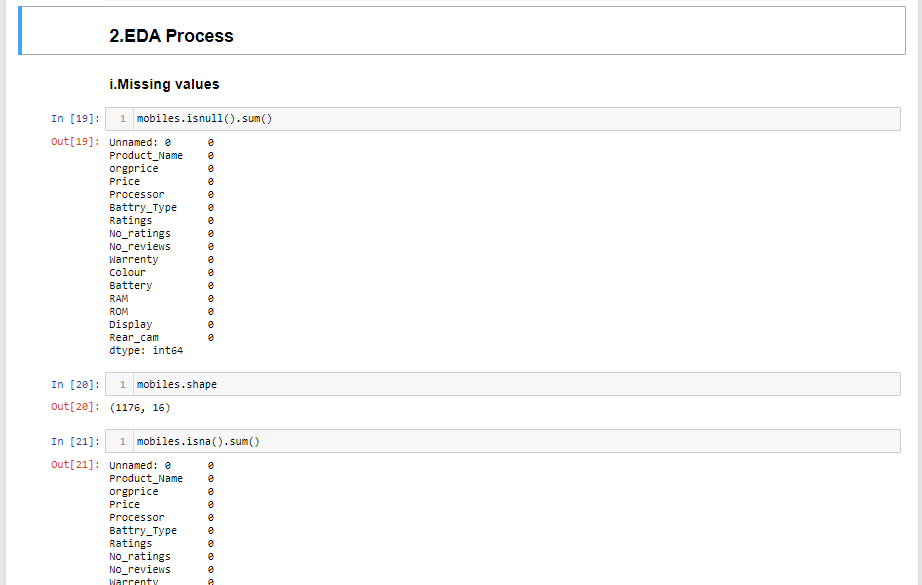 2.EDA Process
i.Missing values
In [19]: 1 mobiles.isnull().sum()
Out[19]: Unnamed: 0 0
Product_Name 0
orgprice 0
Price 0
Processor 0
Battry_Type 0
Ratings 0
No_ratings 0
No_reviews 0
Warrenty 0
Colour 0
Battery 0
RAM 0
ROM 0
Display 0
Rear_cam 0
dtype: int64
In [20]: 1 mobiles.shape
Out[20]: (1176, 16)
In [21]: 1 mobiles.isna().sum()
Out[21]: Unnamed: 0 0
Product_Name 0
orgprice 0
Price 0
Processor 0
Battry_Type 0
Ratings 0
No_ratings 0
No_reviews 0
Warrenty 0